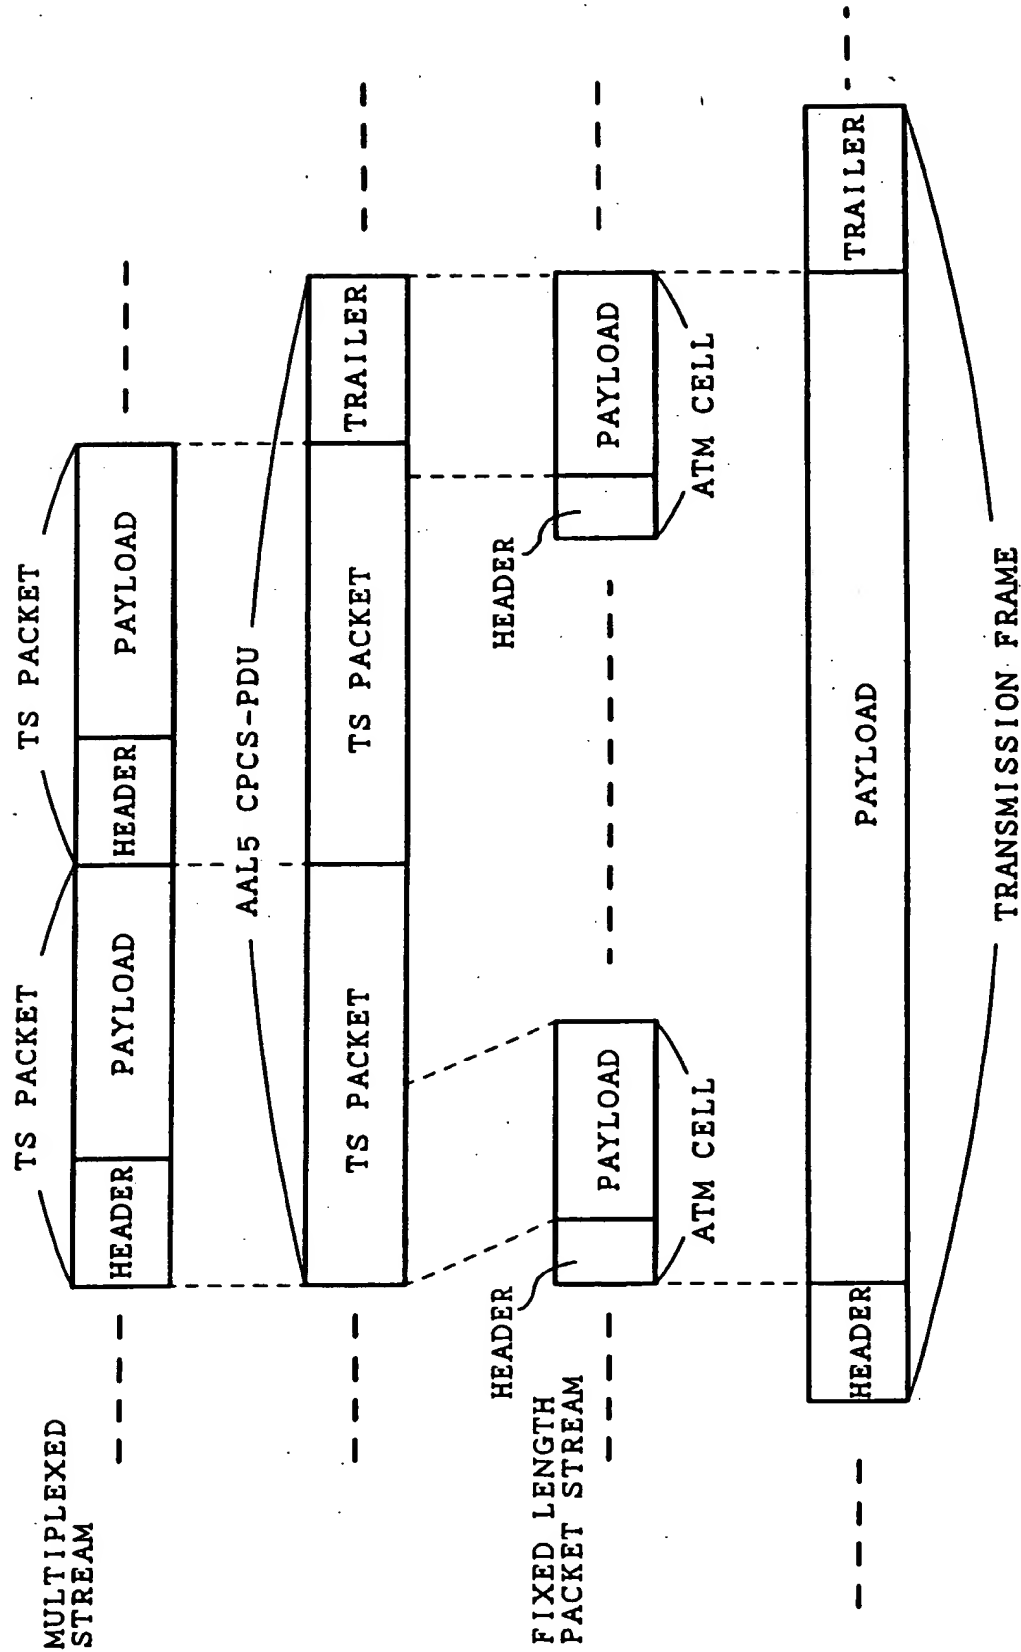 MULTIPLEXED
STREAM
TS PACKET
TS PACKET
HEADER
PAYLOAD
HEADER
PAYLOAD
AAL5 CPCS-PDU
TS PACKET
TS PACKET
TRAILER
FIXED LENGTH
PACKET STREAM
HEADER
PAYLOAD
ATM CELL
HEADER
PAYLOAD
ATM CELL
HEADER
PAYLOAD
TRAILER
TRANSMISSION FRAME